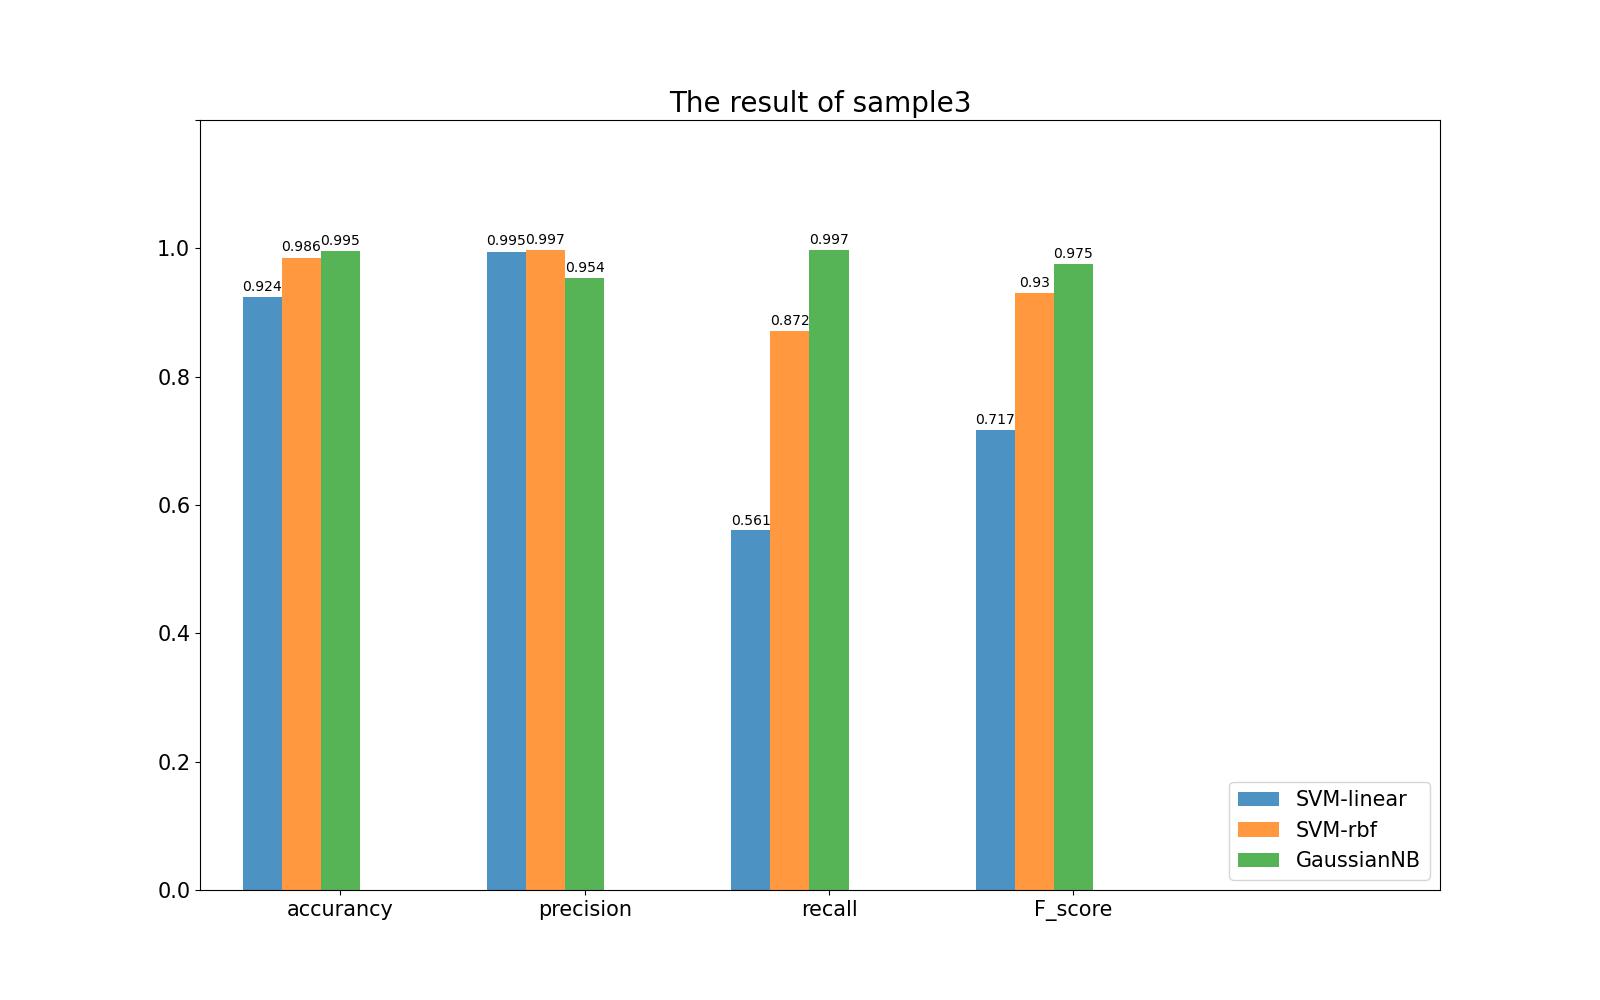 The result of sample3
1.0
0.8
0.6
0.4
0.2
0.0
0.924
0.986
0.995
0.995
0.997
0.954
0.561
0.872
0.997
0.717
0.93
0.975
accurancy
precision
recall
F_score
SVM-linear
SVM-rbf
GaussianNB